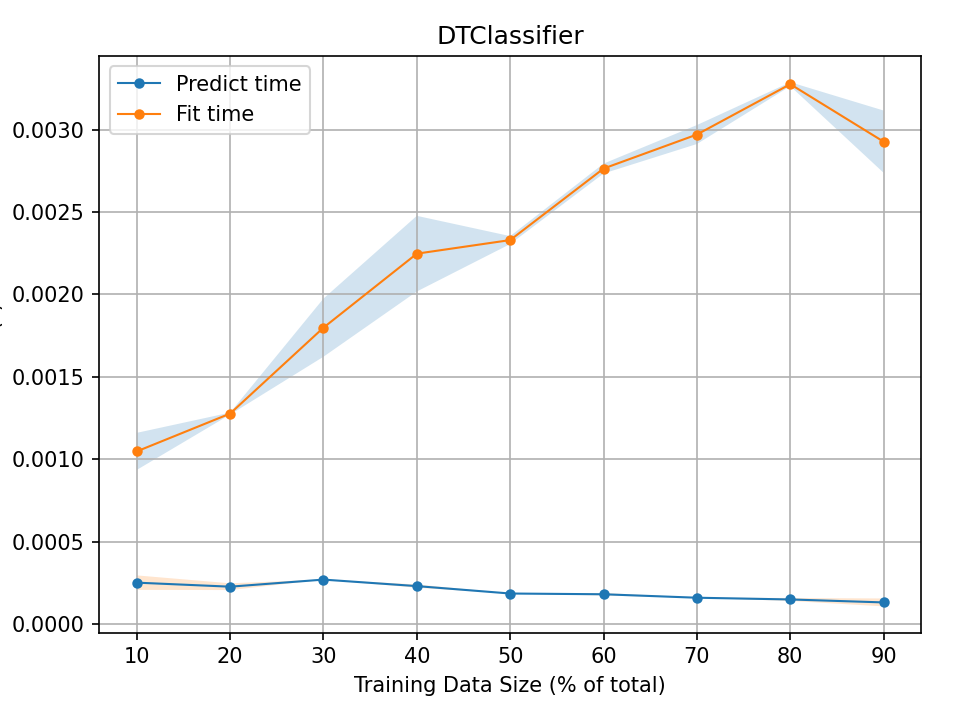 DTClassifier
Predict time
Fit time
0.0030
0.0025
0.0020
0.0015
0.0010
0.0005
0.0000
10 20 30 40 50 60 70 80 90
Training Data Size (% of total)